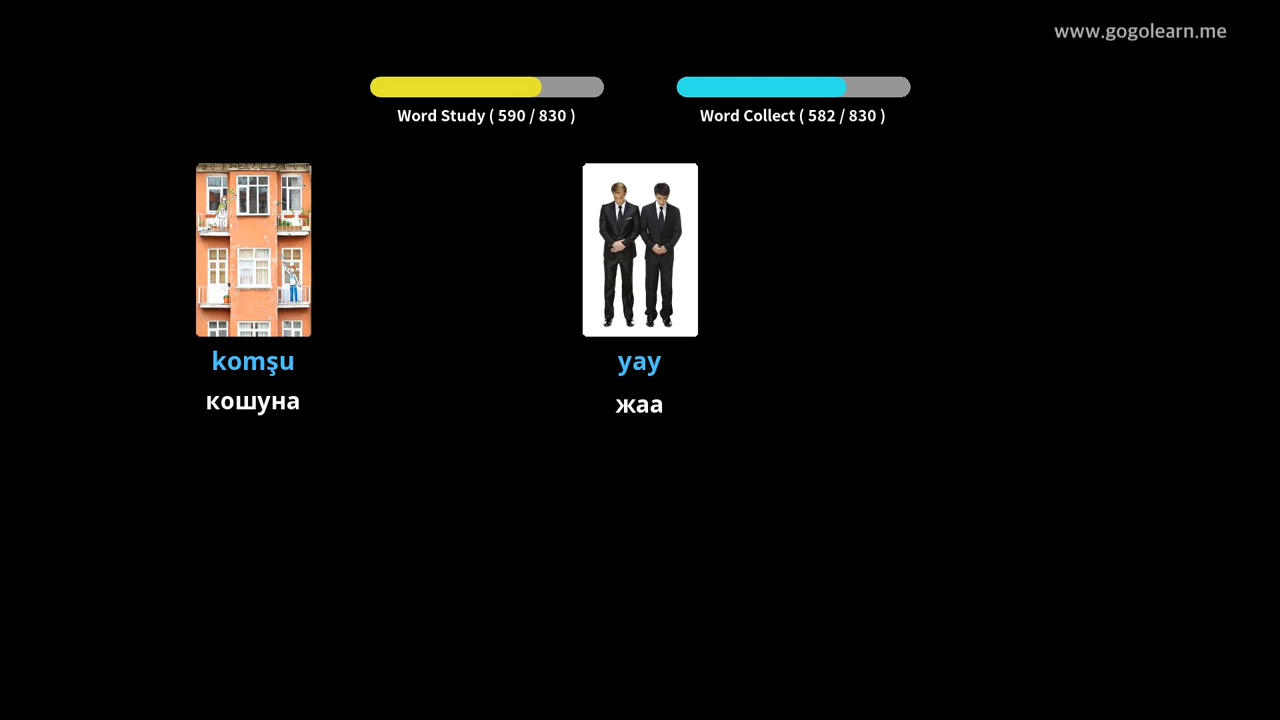 www.gogolearn.me
Word Study ( 590 / 830 )
Word Collect ( 582 / 830 )
komşu
кошуна
yay
жаа